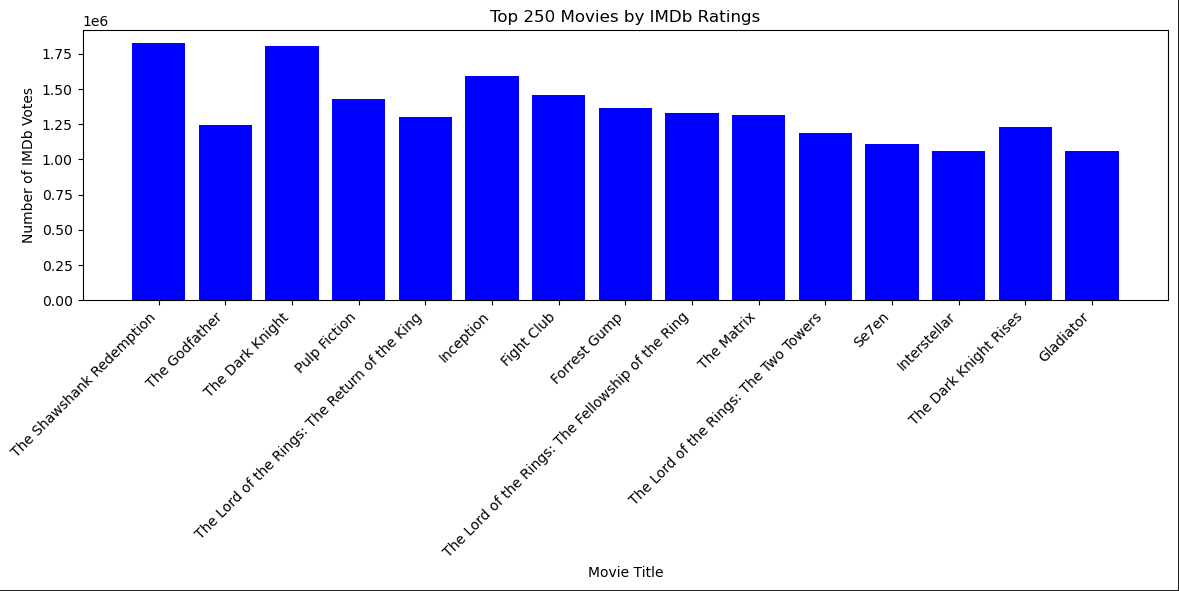 Top 250 Movies by IMDb Ratings
1e6
Number of IMDb Votes
1.75
1.50
1.25
1.00
0.75
0.50
0.25
0.00
The Shawshank Redemption
The Godfather
The Dark Knight
Pulp Fiction
The Lord of the Rings: The Return of the King
Inception
Fight Club
Forrest Gump
The Lord of the Rings: The Fellowship of the Ring
The Matrix
The Lord of the Rings: The Two Towers
Se7en
Interstellar
The Dark Knight Rises
Gladiator
Movie Title